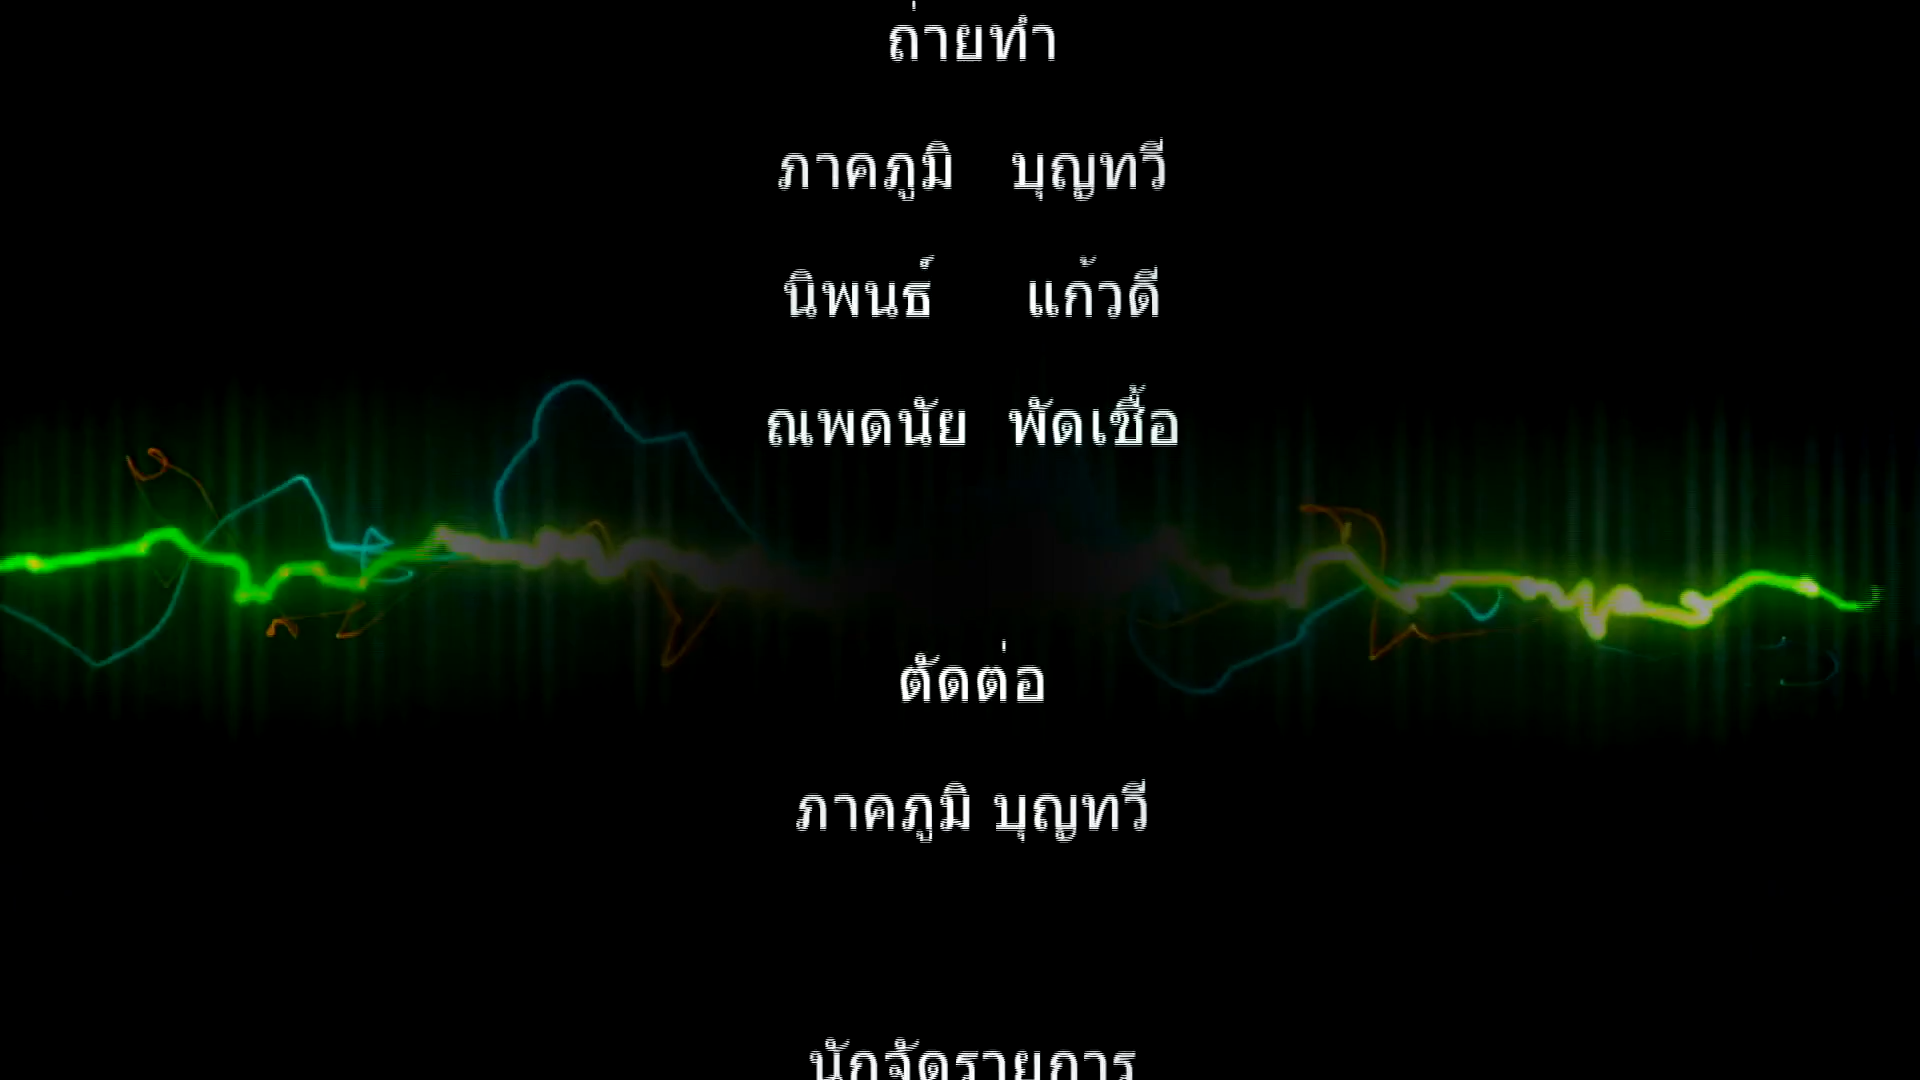 ถ่ายทำ
ภาคภูมิ บุญทวี
นิพนธ์ แก้วดี
ณพดนัย พัดเชื้อ
ตัดต่อ
ภาคภูมิ บุญทวี
นักจัดรายการ